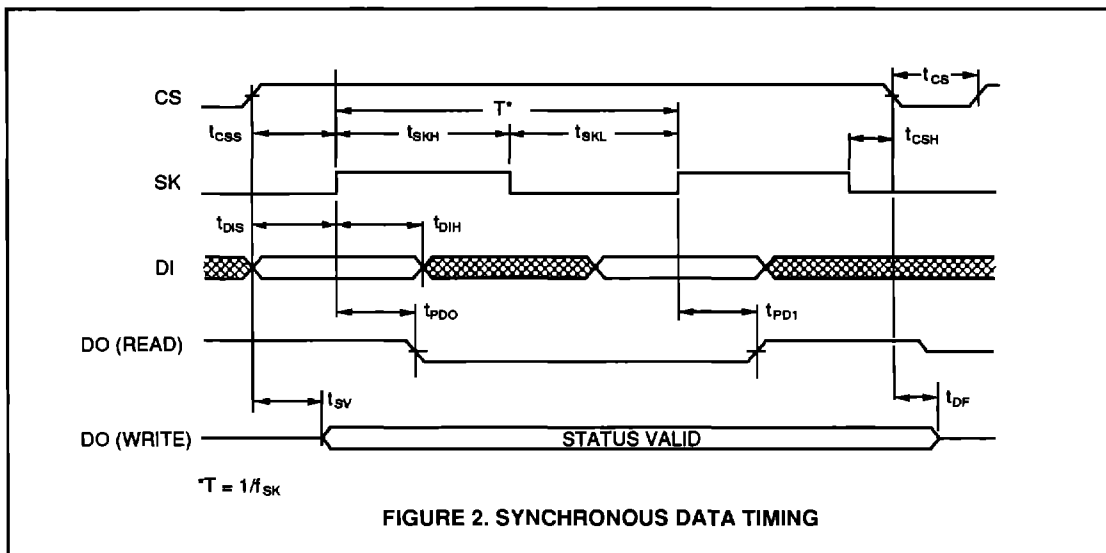 CS
t_CS
T*
t_CSS
t_SKH
t_SKL
t_CSH
SK
t_DIS
t_DIH
DI
t_PD0
t_PD1
DO (READ)
t_SV
t_DF
DO (WRITE)
STATUS VALID
*T = 1/f_SK
FIGURE 2. SYNCHRONOUS DATA TIMING